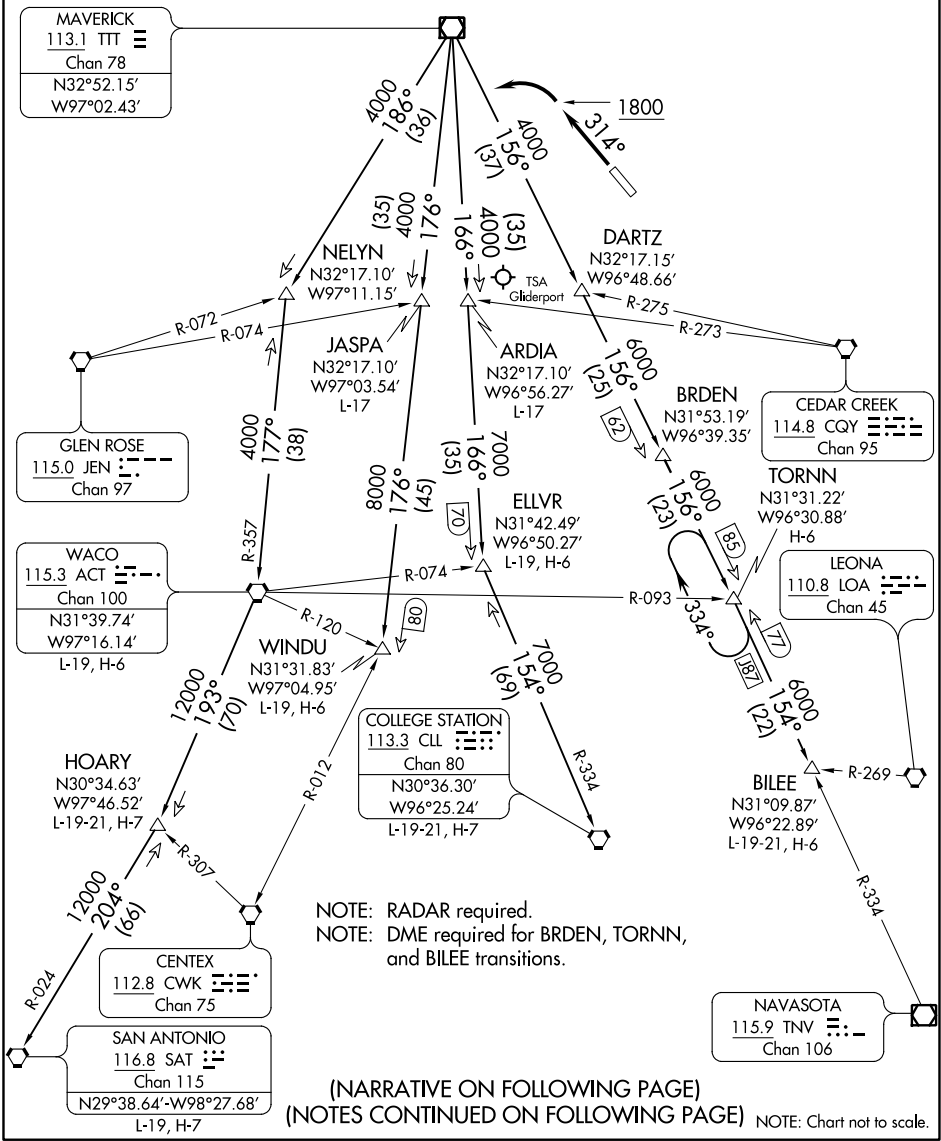 MAVERICK
113.1 TTT
Chan 78
N32°52.15'
W97°02.43'
4000
186°
(36)
(35)
4000
176°
(35)
4000
166°
4000
156°
(37)
1800
314°
NELYN
N32°17.10'
W97°11.15'
TSA
Gliderport
DARTZ
N32°17.15'
W96°48.66'
R-072
R-074
R-275
R-273
JASPA
N32°17.10'
W97°03.54'
L-17
ARDIA
N32°17.10'
W96°56.27'
L-17
6000
156°
(25)
62
BRDEN
N31°53.19'
W96°39.35'
CEDAR CREEK
114.8 CQY
Chan 95
GLEN ROSE
115.0 JEN
Chan 97
4000
177°
(38)
R-357
8000
176°
(45)
7000
166°
(35)
70
ELLVR
N31°42.49'
W96°50.27'
L-19, H-6
6000
156°
(23)
85
TORNN
N31°31.22'
W96°30.88'
H-6
WACO
115.3 ACT
Chan 100
N31°39.74'
W97°16.14'
L-19, H-6
R-074
R-093
R-120
80
LEONA
110.8 LOA
Chan 45
WINDU
N31°31.83'
W97°04.95'
L-19, H-6
334°
77
J87
12000
193°
(70)
7000
154°
(69)
R-334
6000
154°
(22)
COLLEGE STATION
113.3 CLL
Chan 80
N30°36.30'
W96°25.24'
L-19-21, H-7
HOARY
N30°34.63'
W97°46.52'
L-19-21, H-7
R-012
R-307
BILEE
N31°09.87'
W96°22.89'
L-19-21, H-6
R-269
R-334
12000
204°
(66)
R-024
NOTE: RADAR required.
NOTE: DME required for BRDEN, TORNN,
and BILEE transitions.
CENTEX
112.8 CWK
Chan 75
NAVASOTA
115.9 TNV
Chan 106
SAN ANTONIO
116.8 SAT
Chan 115
N29°38.64'-W98°27.68'
L-19, H-7
(NARRATIVE ON FOLLOWING PAGE)
(NOTES CONTINUED ON FOLLOWING PAGE)
NOTE: Chart not to scale.